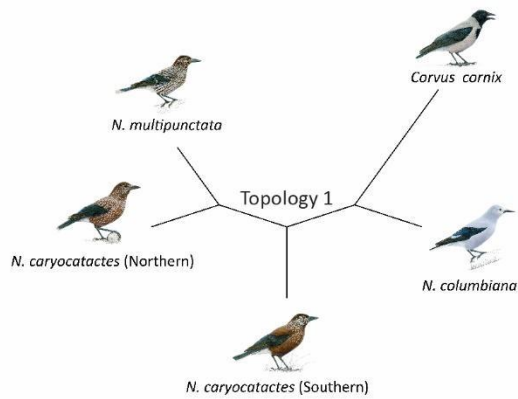 Corvus cornix
N. multipunctata
Topology 1
N. caryocatactes (Northern)
N. columbiana
N. caryocatactes (Southern)